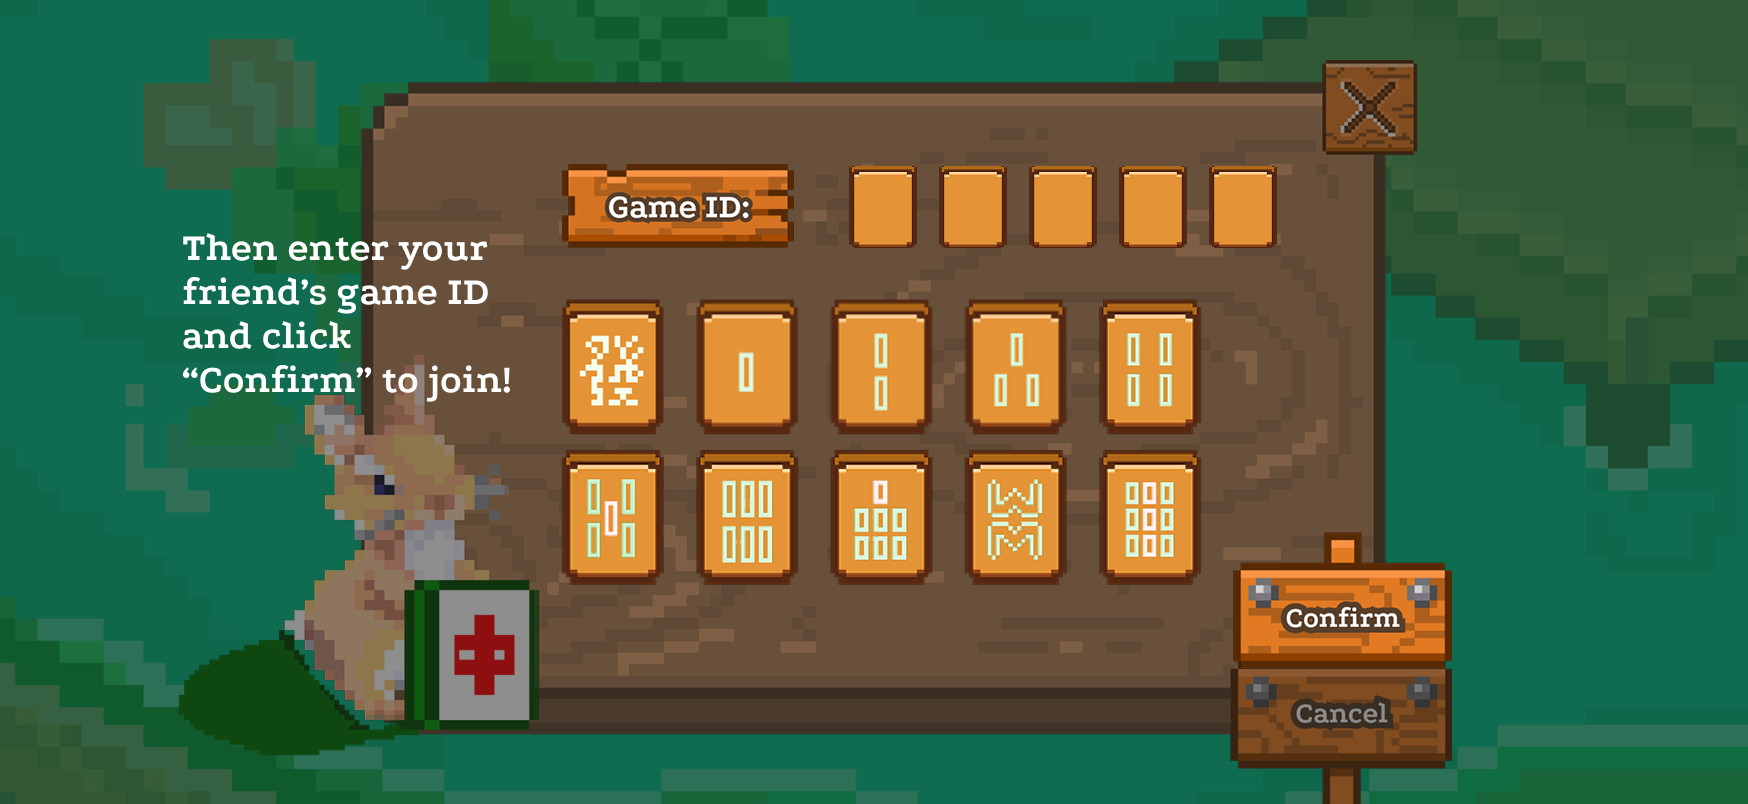 Game ID:
Then enter your
friend's game ID
and click
“Confirm” to join!
Confirm
Cancel